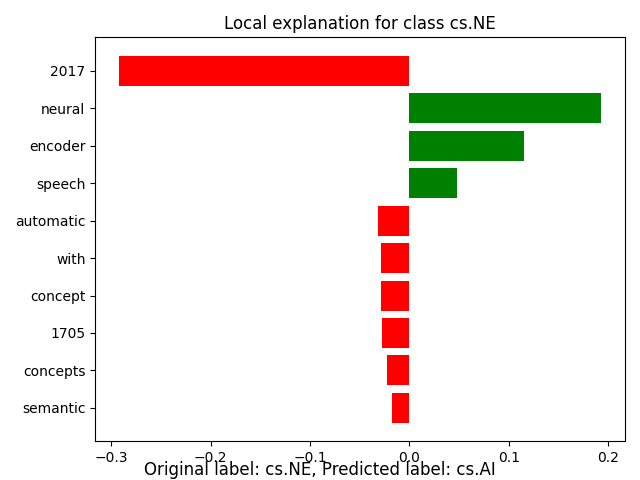 Local explanation for class cs.NE
2017
neural
encoder
speech
automatic
with
concept
1705
concepts
semantic
−0.3 −0.2 −0.1 0.0 0.1 0.2
Original label: cs.NE, Predicted label: cs.AI